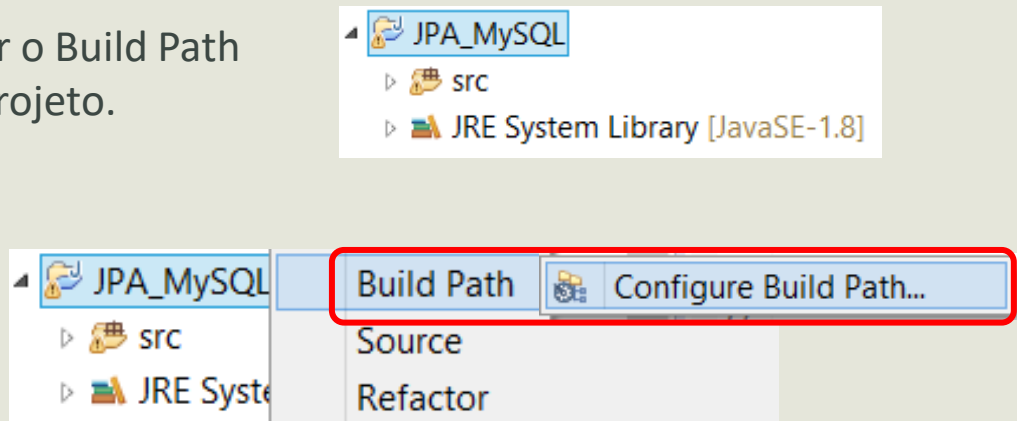 r o Build Path
rojeto.
JPA_MySQL
src
JRE System Library [JavaSE-1.8]
JPA_MySQL
Build Path
Configure Build Path...
src
Source
JRE Syste
Refactor